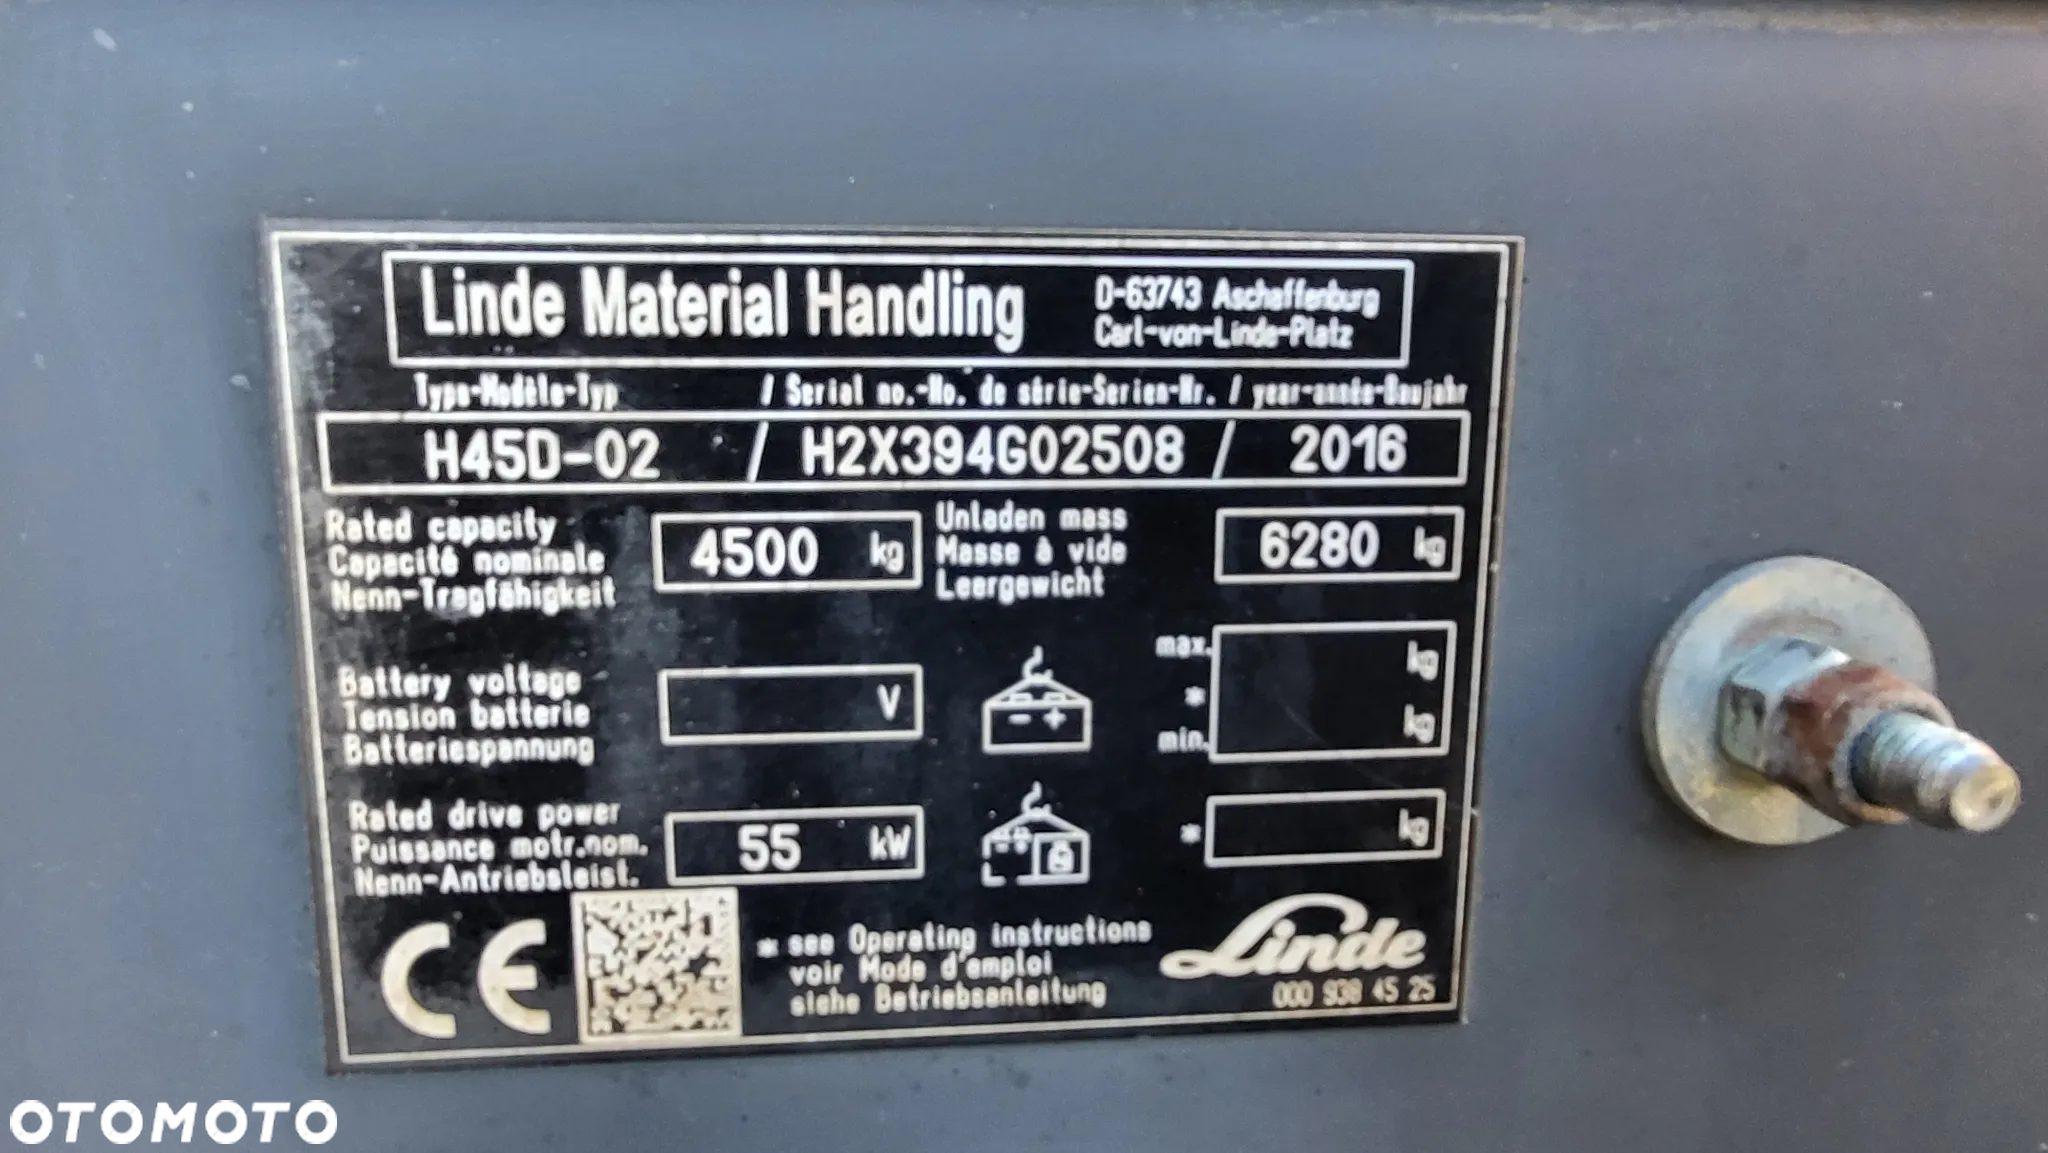 Linde Material Handling
D-63743 Aschaffenburg
Carl-von-Linde-Platz
Type-Modèle-Typ / Serial no.-No. de série-Serien-Nr. / year-année-Baujahr
H45D-02 / H2X394G02508 / 2016
Rated capacity
Capacité nominale
Nenn-Tragfähigkeit
4500 kg
Unladen mass
Masse à vide
Leergewicht
6280 kg
Battery voltage
Tension batterie
Batteriespannung
V
- +
max. kg
*
min. kg
Rated drive power
Puissance motr.nom.
Nenn-Antriebsleist.
55 kW
* kg
CE
* see Operating instructions
voir Mode d'emploi
siehe Betriebsanleitung
Linde
000 938 45 25
OTOMOTO